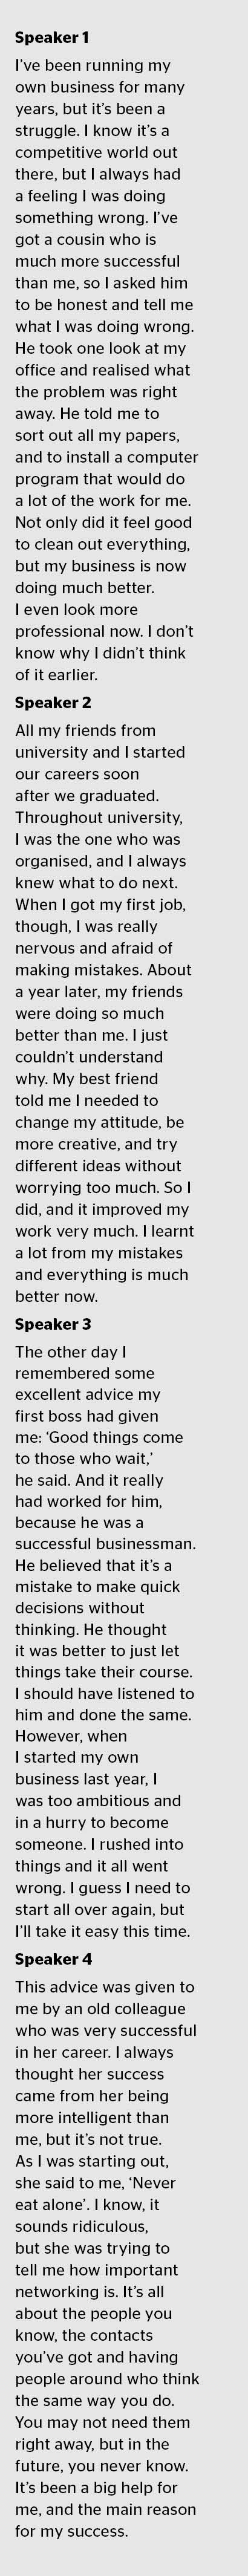 Speaker 1
I've been running my
own business for many
years, but it's been a
struggle. I know it's a
competitive world out
there, but I always had
a feeling I was doing
something wrong. I've
got a cousin who is
much more successful
than me, so I asked him
to be honest and tell me
what I was doing wrong.
He took one look at my
office and realised what
the problem was right
away. He told me to
sort out all my papers,
and to install a computer
program that would do
a lot of the work for me.
Not only did it feel good
to clean out everything,
but my business is now
doing much better.
I even look more
professional now. I don't
know why I didn't think
of it earlier.
Speaker 2
All my friends from
university and I started
our careers soon
after we graduated.
Throughout university,
I was the one who was
organised, and I always
knew what to do next.
When I got my first job,
though, I was really
nervous and afraid of
making mistakes. About
a year later, my friends
were doing so much
better than me. I just
couldn't understand
why. My best friend
told me I needed to
change my attitude, be
more creative, and try
different ideas without
worrying too much. So I
did, and it improved my
work very much. I learnt
a lot from my mistakes
and everything is much
better now.
Speaker 3
The other day I
remembered some
excellent advice my
first boss had given
me: 'Good things come
to those who wait,'
he said. And it really
had worked for him,
because he was a
successful businessman.
He believed that it's a
mistake to make quick
decisions without
thinking. He thought
it was better to just let
things take their course.
I should have listened to
him and done the same.
However, when
I started my own
business last year, I
was too ambitious and
in a hurry to become
someone. I rushed into
things and it all went
wrong. I guess I need to
start all over again, but
I'll take it easy this time.
Speaker 4
This advice was given to
me by an old colleague
who was very successful
in her career. I always
thought her success
came from her being
more intelligent than
me, but it's not true.
As I was starting out,
she said to me, 'Never
eat alone'. I know, it
sounds ridiculous,
but she was trying to
tell me how important
networking is. It's all
about the people you
know, the contacts
you've got and having
people around who think
the same way you do.
You may not need them
right away, but in the
future, you never know.
It's been a big help for
me, and the main reason
for my success.